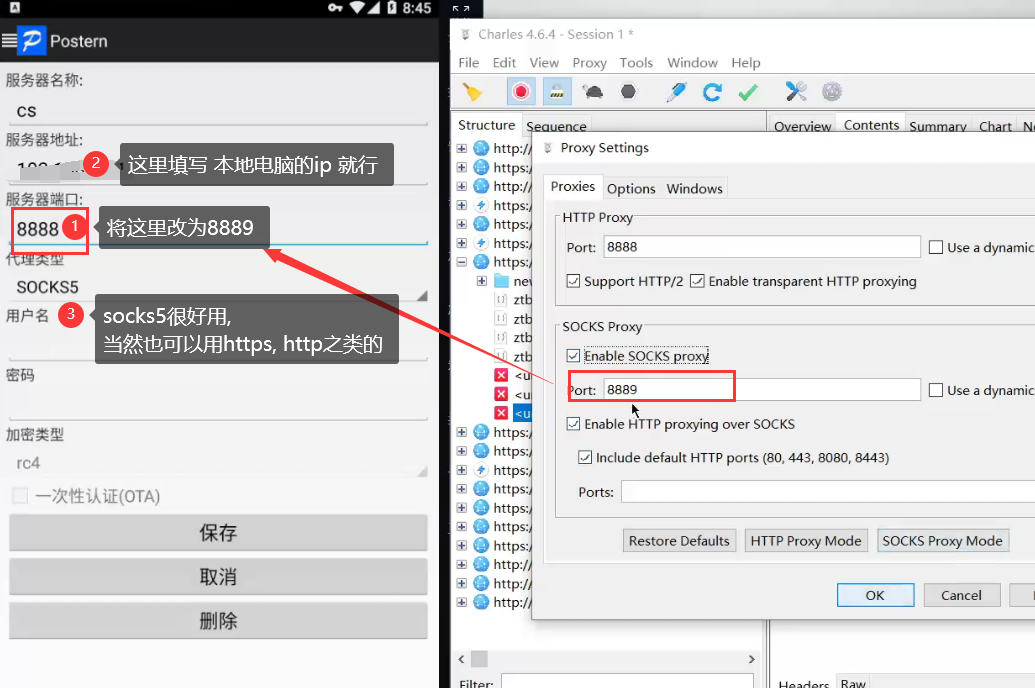 A
8:45
Postern
服务器名称:
cs
服务器地址:
2
这里填写 本地电脑的ip 就行
服务器端口:
8888
1
将这里改为8889
代理类型
SOCKS5
用户名
3
socks5很好用,
当然也可以用https, http之类的
密码
加密类型
rc4
一次性认证(OTA)
保存
取消
删除
Charles 4.6.4 - Session 1 *
File Edit View Proxy Tools Window Help
Structure Sequence
Overview Contents Summary Chart
http:/
http:/
http:/
https:
http:/
https:
https:/
nev
ztb
ztb
ztb
ztb
<u
<u
<u
https:
https:
https:
https:
https:
https:
https:
http://
http://
http://
Filter:
Headers Raw
Proxy Settings
Proxies Options Windows
HTTP Proxy
Port: 8888
Use a dynamic
Support HTTP/2 Enable transparent HTTP proxying
SOCKS Proxy
Enable SOCKS proxy
Port: 8889
Use a dynamic
Enable HTTP proxying over SOCKS
Include default HTTP ports (80, 443, 8080, 8443)
Ports:
Restore Defaults HTTP Proxy Mode SOCKS Proxy Mode
OK Cancel